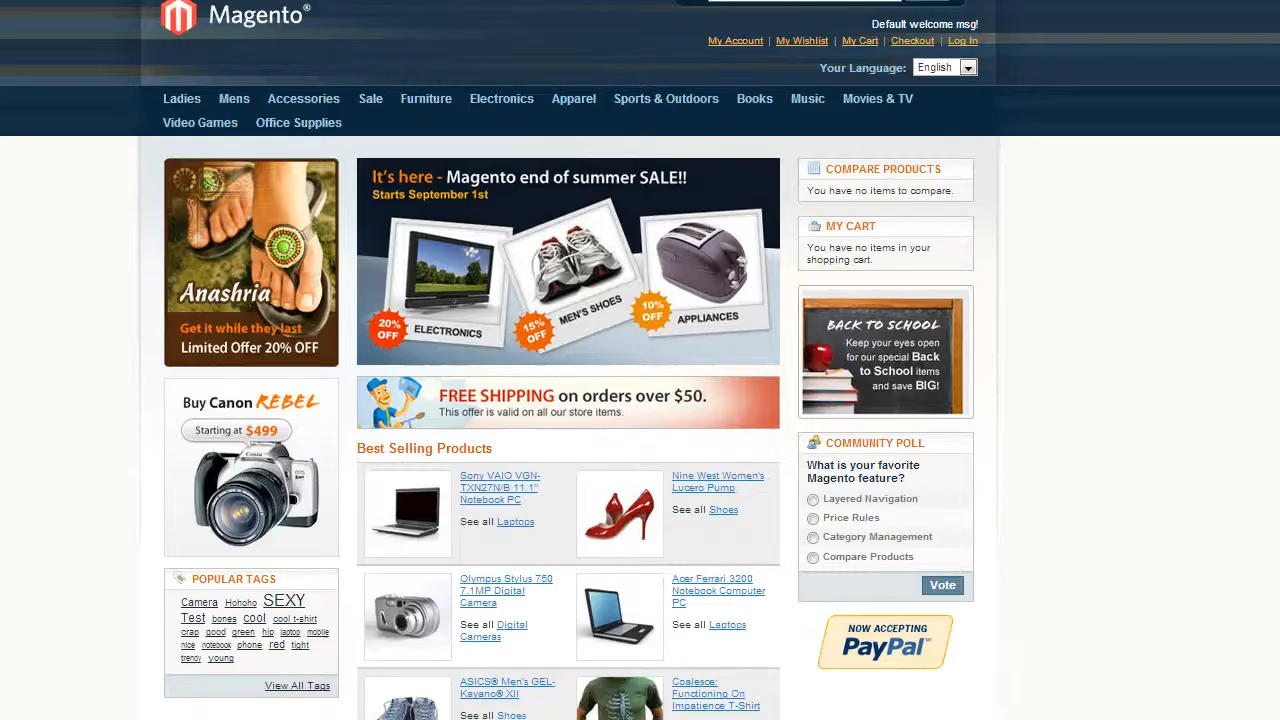 Magento®
Default welcome msg!
My Account | My Wishlist | My Cart | Checkout | Log In
Your Language: English
Ladies Mens Accessories Sale Furniture Electronics Apparel Sports & Outdoors Books Music Movies & TV
Video Games Office Supplies
Anashria
Get it while they last
Limited Offer 20% OFF
Buy Canon REBEL
Starting at $499
Canon
POPULAR TAGS
Camera Hohoho SEXY
Test bones cool cool t-shirt
crap good green hip laptop mobile
nice notebook phone red tight
trendy young
View All Tags
It's here - Magento end of summer SALE!!
Starts September 1st
20% OFF
ELECTRONICS
15% OFF
MEN'S SHOES
10% OFF
APPLIANCES
FREE SHIPPING on orders over $50.
This offer is valid on all our store items.
Best Selling Products
Sony VAIO VGN-
TXN27N/B 11.1"
Notebook PC
See all Laptops
Nine West Women's
Lucero Pump
See all Shoes
Olympus Stylus 750
7.1MP Digital
Camera
See all Digital
Cameras
Acer Ferrari 3200
Notebook Computer
PC
See all Laptops
ASICS® Men's GEL-
Kayano® XII
See all Shoes
Coalesce:
Functioning On
Impatience T-Shirt
COMPARE PRODUCTS
You have no items to compare.
MY CART
You have no items in your
shopping cart.
BACK TO SCHOOL
Keep your eyes open
for our special Back
to School items
and save BIG!
COMMUNITY POLL
What is your favorite
Magento feature?
Layered Navigation
Price Rules
Category Management
Compare Products
Vote
NOW ACCEPTING
PayPal™